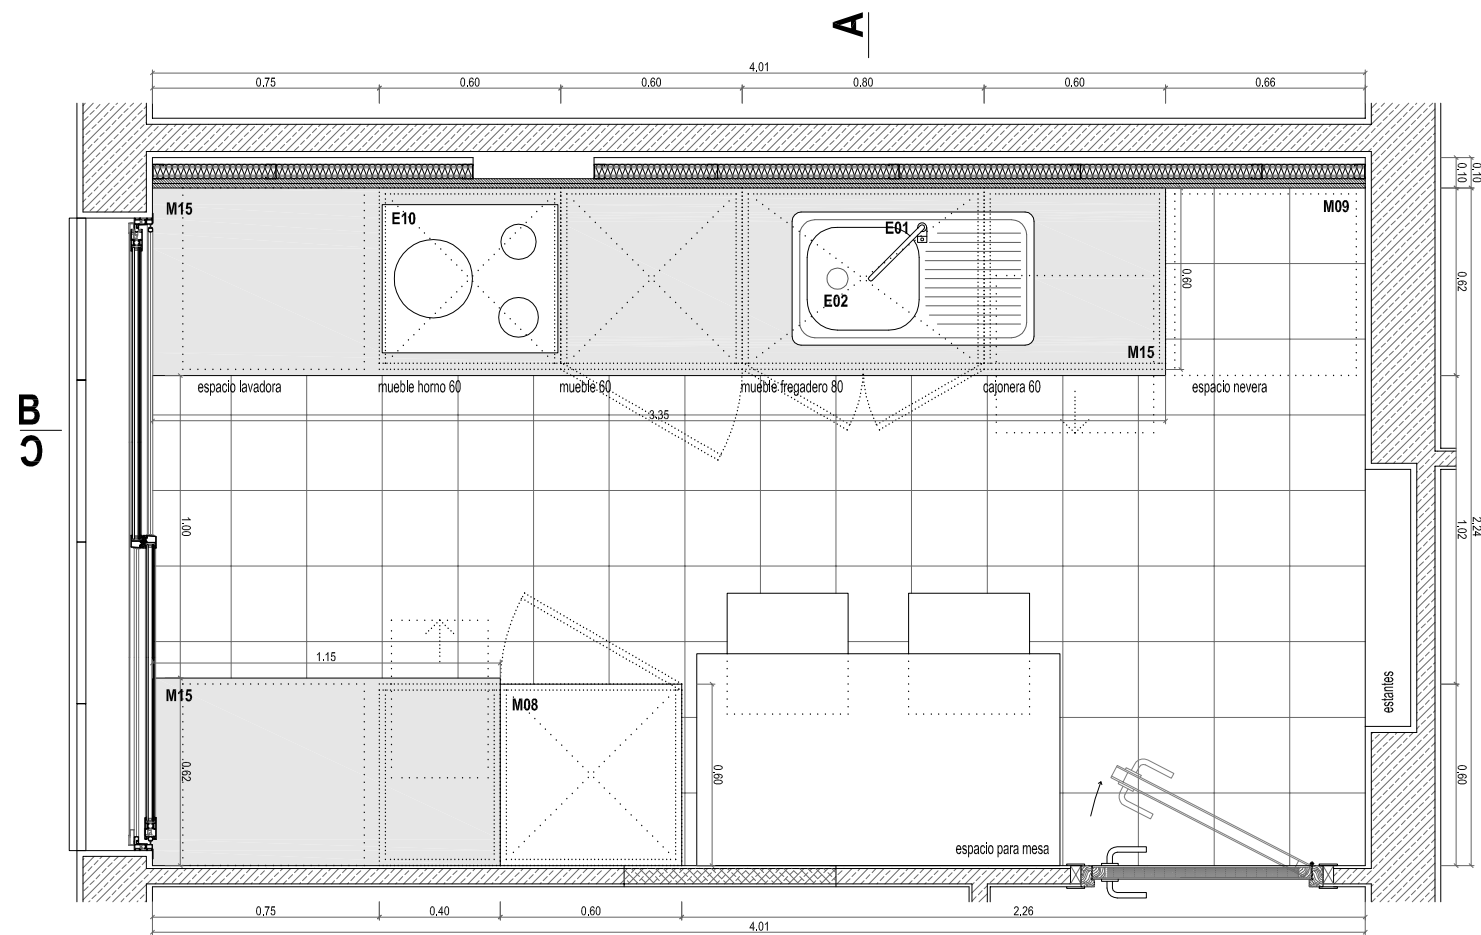 A
4.01
0.75 0.60 0.60 0.80 0.60 0.66
0.10 0.10
M15 E10 E01 M09
E02
0.60
0.62
M15
espacio lavadora mueble horno 60 mueble 60 mueble fregadero 80 cajonera 60 espacio nevera
3.35
B
C
1.00
1.02
2.24
1.15
M15 M08
estantes
0.62
0.60
0.60
espacio para mesa
0.75 0.40 0.60 2.26
4.01